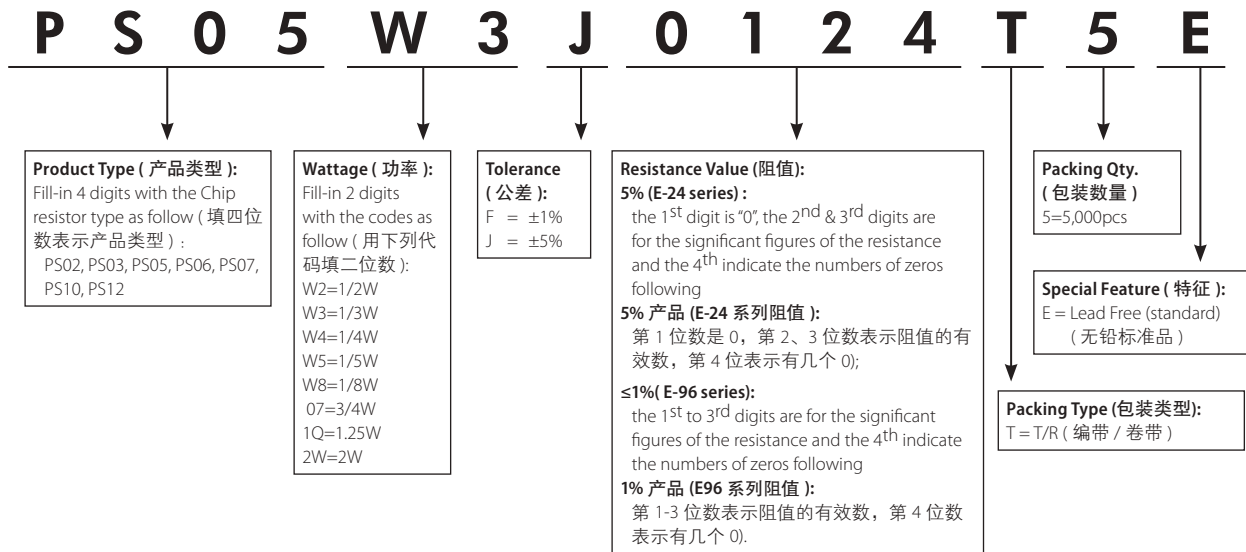 P S 0 5 W 3 J 0 1 2 4 T 5 E
Product Type ( 产品类型 ):
Fill-in 4 digits with the Chip
resistor type as follow ( 填四位
数表示产品类型 ) :
PS02, PS03, PS05, PS06, PS07,
PS10, PS12
Wattage ( 功率 ):
Fill-in 2 digits
with the codes as
follow ( 用下列代
码填二位数 ):
W2=1/2W
W3=1/3W
W4=1/4W
W5=1/5W
W8=1/8W
07=3/4W
1Q=1.25W
2W=2W
Tolerance
( 公差 ):
F = ±1%
J = ±5%
Resistance Value (阻值):
5% (E-24 series) :
the 1st digit is “0”, the 2nd & 3rd digits are
for the significant figures of the resistance
and the 4th indicate the numbers of zeros
following
5% 产品 (E-24 系列阻值 ):
第 1 位数是 0，第 2、3 位数表示阻值的有
效数，第 4 位表示有几个 0);
≤1%( E-96 series):
the 1st to 3rd digits are for the significant
figures of the resistance and the 4th indicate
the numbers of zeros following
1% 产品 (E96 系列阻值 ):
第 1-3 位数表示阻值的有效数，第 4 位数
表示有几个 0).
Packing Qty.
( 包装数量 )
5=5,000pcs
Special Feature ( 特征 ):
E = Lead Free (standard)
( 无铅标准品 )
Packing Type (包装类型):
T = T/R ( 编带 / 卷带 )